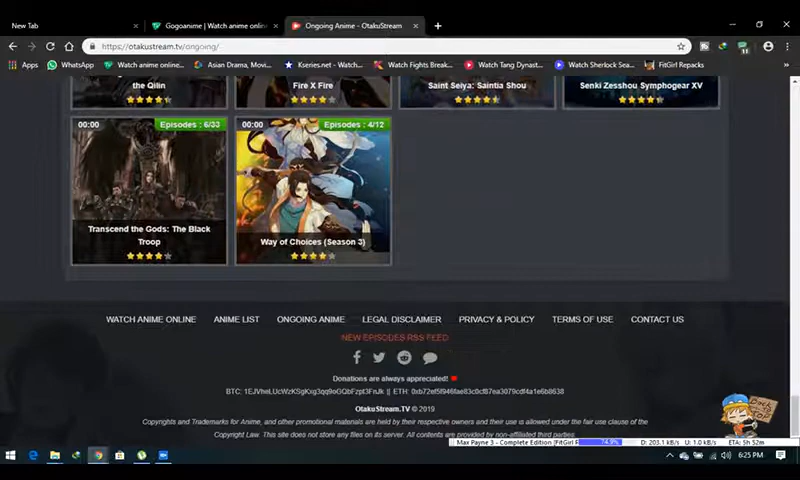 New Tab
Gogoanime | Watch anime onlin
Ongoing Anime - OtakuStream
https://otakustream.tv/ongoing/
Apps
WhatsApp
Watch anime online...
Asian Drama, Movi...
Kseries.net - Watch...
Watch Fights Break...
Watch Tang Dynast...
Watch Sherlock Sea...
FitGirl Repacks
the Qilin
Fire X Fire
Saint Seiya: Saintia Shou
Senki Zesshou Symphogear XV
00:00
Episodes : 6/33
00:00
Episodes : 4/12
Transcend the Gods: The Black
Troop
Way of Choices (Season 3)
WATCH ANIME ONLINE
ANIME LIST
ONGOING ANIME
LEGAL DISCLAIMER
PRIVACY & POLICY
TERMS OF USE
CONTACT US
NEW EPISODES RSS FEED
Donations are always appreciated!
OtakuStream.TV © 2019
Copyrights and Trademarks for Anime, and other promotional materials are held by their respective owners and their use is allowed under the fair use clause of the
Copyright Law. This site does not store any files on its server. All contents are provided by non-affiliated third parties.
Back to TOP
Max Payne 3 - Complete Edition [FitGirl R
74.9%
D: 203.1 kB/s
U: 1.0 kB/s
ETA: 5h 52m
6:25 PM